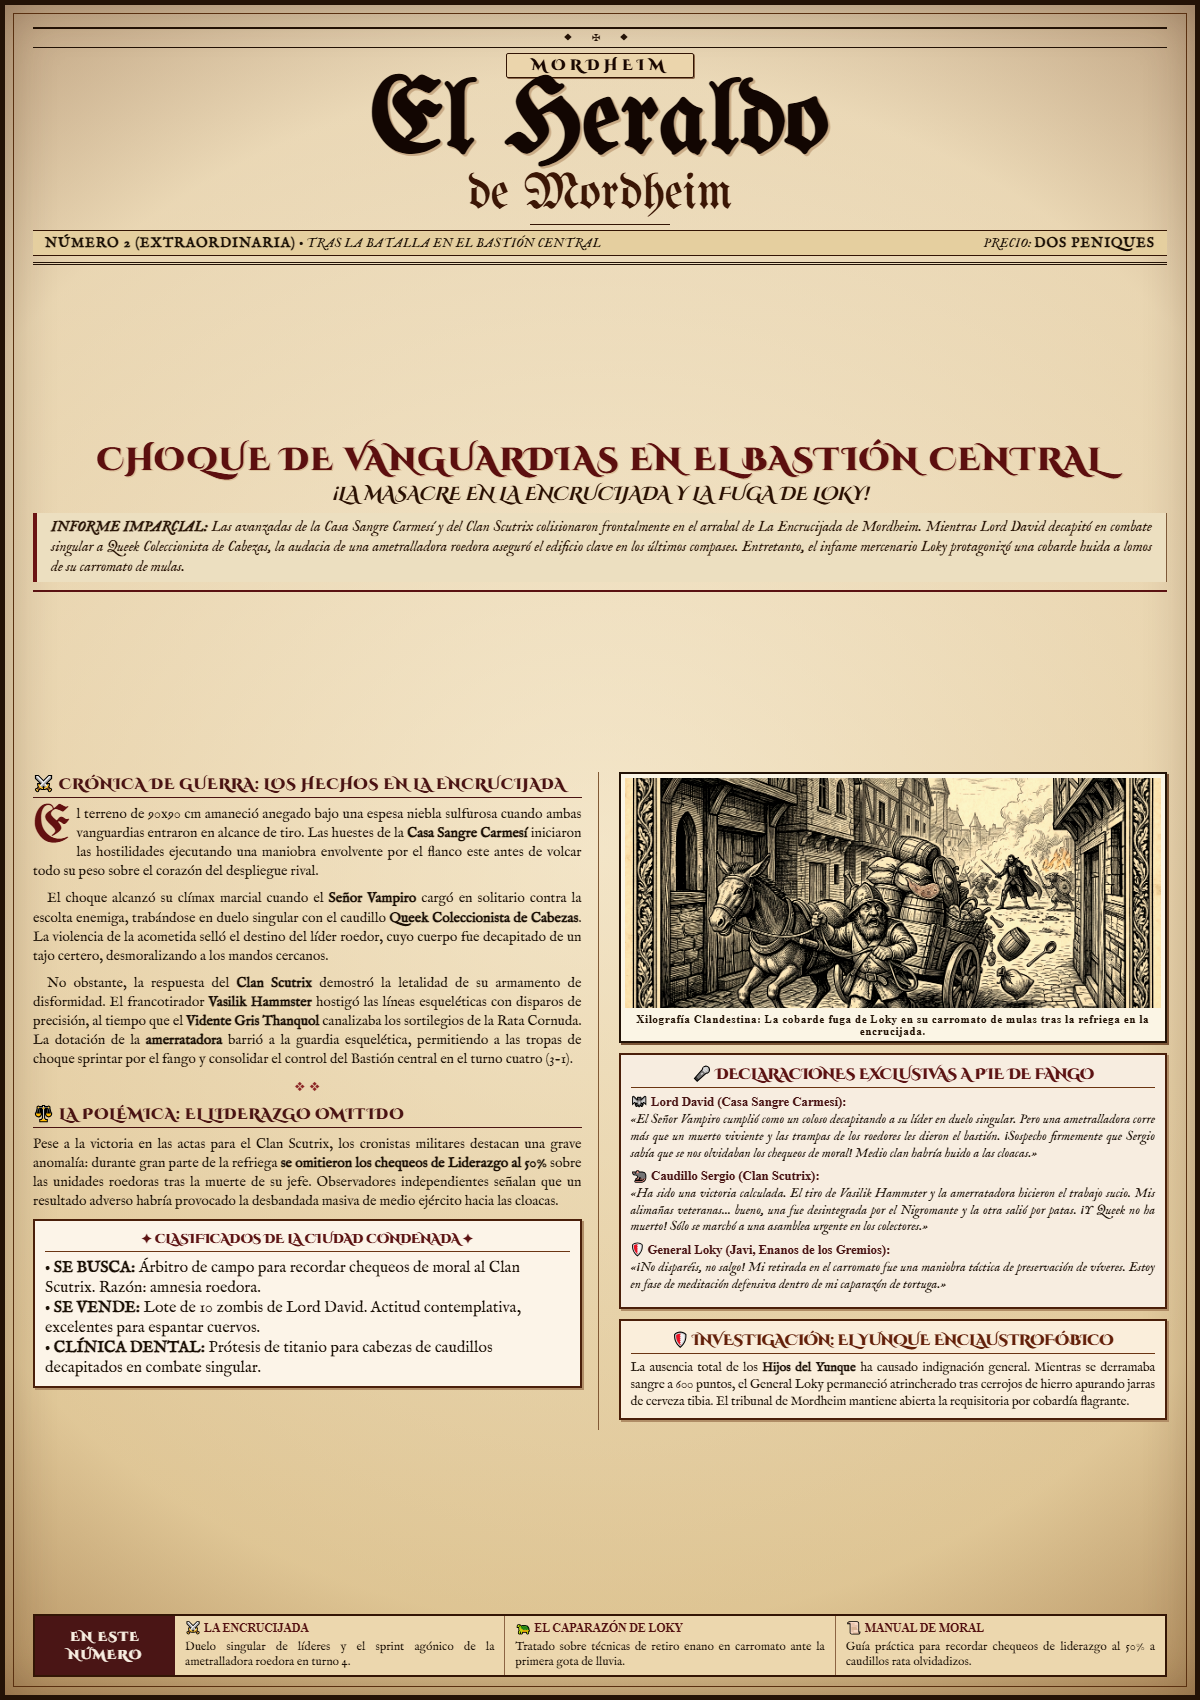 MORDHEIM
El Heraldo
de Mordheim
NÚMERO 2 (EXTRAORDINARIA) • TRAS LA BATALLA EN EL BASTIÓN CENTRAL
PRECIO: DOS PENIQUES
CHOQUE DE VANGUARDIAS EN EL BASTIÓN CENTRAL
¡LA MASACRE EN LA ENCRUCIJADA Y LA FUGA DE LOKY!
INFORME IMPARCIAL: Las avanzadas de la Casa Sangre Carmesí y del Clan Scutrix colisionaron frontalmente en el arrabal de La Encrucijada de Mordheim. Mientras Lord David decapitó en combate
singular a Queek Coleccionista de Cabezas, la audacia de una ametralladora roedora aseguró el edificio clave en los últimos compases. Entretanto, el infame mercenario Loky protagonizó una cobarde huida a lomos
de su carromato de mulas.
CRÓNICA DE GUERRA: LOS HECHOS EN LA ENCRUCIJADA
El terreno de 90x90 cm amaneció anegado bajo una espesa niebla sulfurosa cuando ambas
vanguardias entraron en alcance de tiro. Las huestes de la Casa Sangre Carmesí iniciaron
las hostilidades ejecutando una maniobra envolvente por el flanco este antes de volcar
todo su peso sobre el corazón del despliegue rival.
El choque alcanzó su clímax marcial cuando el Señor Vampiro cargó en solitario contra la
escolta enemiga, trabándose en duelo singular con el caudillo Queek Coleccionista de Cabezas.
La violencia de la acometida selló el destino del líder roedor, cuyo cuerpo fue decapitado de un
tajo certero, desmoralizando a los mandos cercanos.
No obstante, la respuesta del Clan Scutrix demostró la letalidad de su armamento de
disformidad. El francotirador Vasilik Hammster hostigó las líneas esqueléticas con disparos de
precisión, al tiempo que el Vidente Gris Thanquol canalizaba los sortilegios de la Rata Cornuda.
La dotación de la amerratadora barrió a la guardia esquelética, permitiendo a las tropas de
choque sprintar por el fango y consolidar el control del Bastión central en el turno cuatro (3-1).
LA POLÉMICA: EL LIDERAZGO OMITIDO
Pese a la victoria en las actas para el Clan Scutrix, los cronistas militares destacan una grave
anomalía: durante gran parte de la refriega se omitieron los chequeos de Liderazgo al 50% sobre
las unidades roedoras tras la muerte de su jefe. Observadores independientes señalan que un
resultado adverso habría provocado la desbandada masiva de medio ejército hacia las cloacas.
✦ CLASIFICADOS DE LA CIUDAD CONDENADA ✦
• SE BUSCA: Árbitro de campo para recordar chequeos de moral al Clan
Scutrix. Razón: amnesia roedora.
• SE VENDE: Lote de 10 zombis de Lord David. Actitud contemplativa,
excelentes para espantar cuervos.
• CLÍNICA DENTAL: Prótesis de titanio para cabezas de caudillos
decapitados en combate singular.
Xilografía Clandestina: La cobarde fuga de Loky en su carromato de mulas tras la refriega en la
encrucijada.
DECLARACIONES EXCLUSIVAS A PIE DE FANGO
Lord David (Casa Sangre Carmesí):
«El Señor Vampiro cumplió como un coloso decapitando a su líder en duelo singular. Pero una ametralladora corre
más que un muerto viviente y las trampas de los roedores les dieron el bastión. ¡Sospecho firmemente que Sergio
sabía que se nos olvidaban los chequeos de moral! Medio clan habría huido a las cloacas.»
Caudillo Sergio (Clan Scutrix):
«Ha sido una victoria calculada. El tiro de Vasilik Hammster y la amerratadora hicieron el trabajo sucio. Mis
alimañas veteranas... bueno, una fue desintegrada por el Nigromante y la otra salió por patas. ¡Y Queek no ha
muerto! Sólo se marchó a una asamblea urgente en los colectores.»
General Loky (Javi, Enanos de los Gremios):
«¡No disparéis, no salgo! Mi retirada en el carromato fue una maniobra táctica de preservación de víveres. Estoy
en fase de meditación defensiva dentro de mi caparazón de tortuga.»
INVESTIGACIÓN: EL YUNQUE ENCLAUSTROFÓBICO
La ausencia total de los Hijos del Yunque ha causado indignación general. Mientras se derramaba
sangre a 600 puntos, el General Loky permaneció atrincherado tras cerrojos de hierro apurando jarras
de cerveza tibia. El tribunal de Mordheim mantiene abierta la requisitoria por cobardía flagrante.
EN ESTE
NÚMERO
LA ENCRUCIJADA
Duelo singular de líderes y el sprint agónico de la
ametralladora roedora en turno 4.
EL CAPARAZÓN DE LOKY
Tratado sobre técnicas de retiro enano en carromato ante la
primera gota de lluvia.
MANUAL DE MORAL
Guía práctica para recordar chequeos de liderazgo al 50% a
caudillos rata olvidadizos.